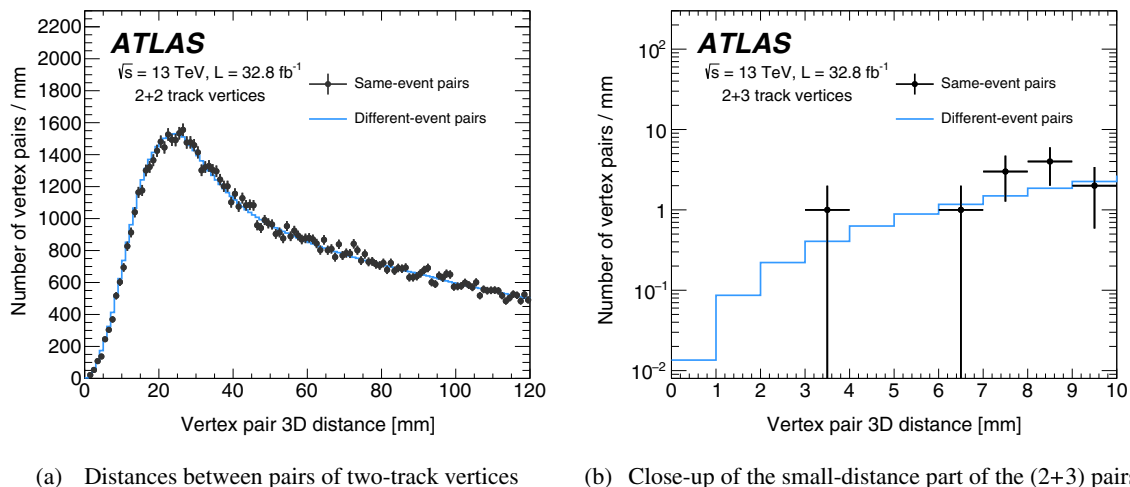 ATLAS
√s = 13 TeV, L = 32.8 fb-1
2+2 track vertices
Same-event pairs
Different-event pairs
Number of vertex pairs / mm
2200
2000
1800
1600
1400
1200
1000
800
600
400
200
0
0 20 40 60 80 100 120
Vertex pair 3D distance [mm]
(a) Distances between pairs of two-track vertices
ATLAS
√s = 13 TeV, L = 32.8 fb-1
2+3 track vertices
Same-event pairs
Different-event pairs
Number of vertex pairs / mm
10²
10
1
10⁻¹
10⁻²
0 1 2 3 4 5 6 7 8 9 10
Vertex pair 3D distance [mm]
(b) Close-up of the small-distance part of the (2+3) pairs